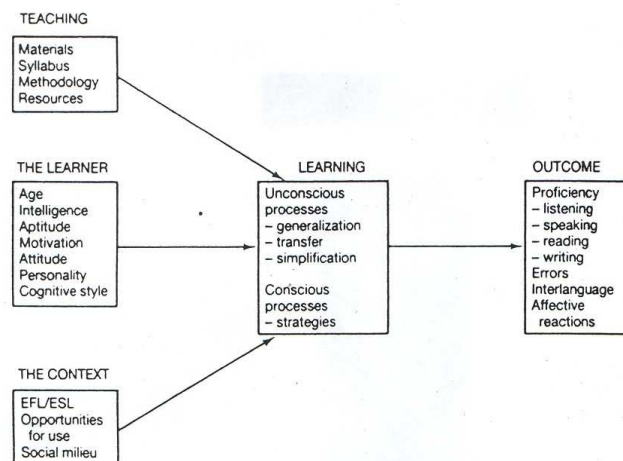 TEACHING
Materials
Syllabus
Methodology
Resources
THE LEARNER
Age
Intelligence
Aptitude
Motivation
Attitude
Personality
Cognitive style
THE CONTEXT
EFL/ESL
Opportunities
for use
Social milieu
LEARNING
Unconscious
processes
– generalization
– transfer
– simplification
Conscious
processes
– strategies
OUTCOME
Proficiency
– listening
– speaking
– reading
– writing
Errors
Interlanguage
Affective
reactions